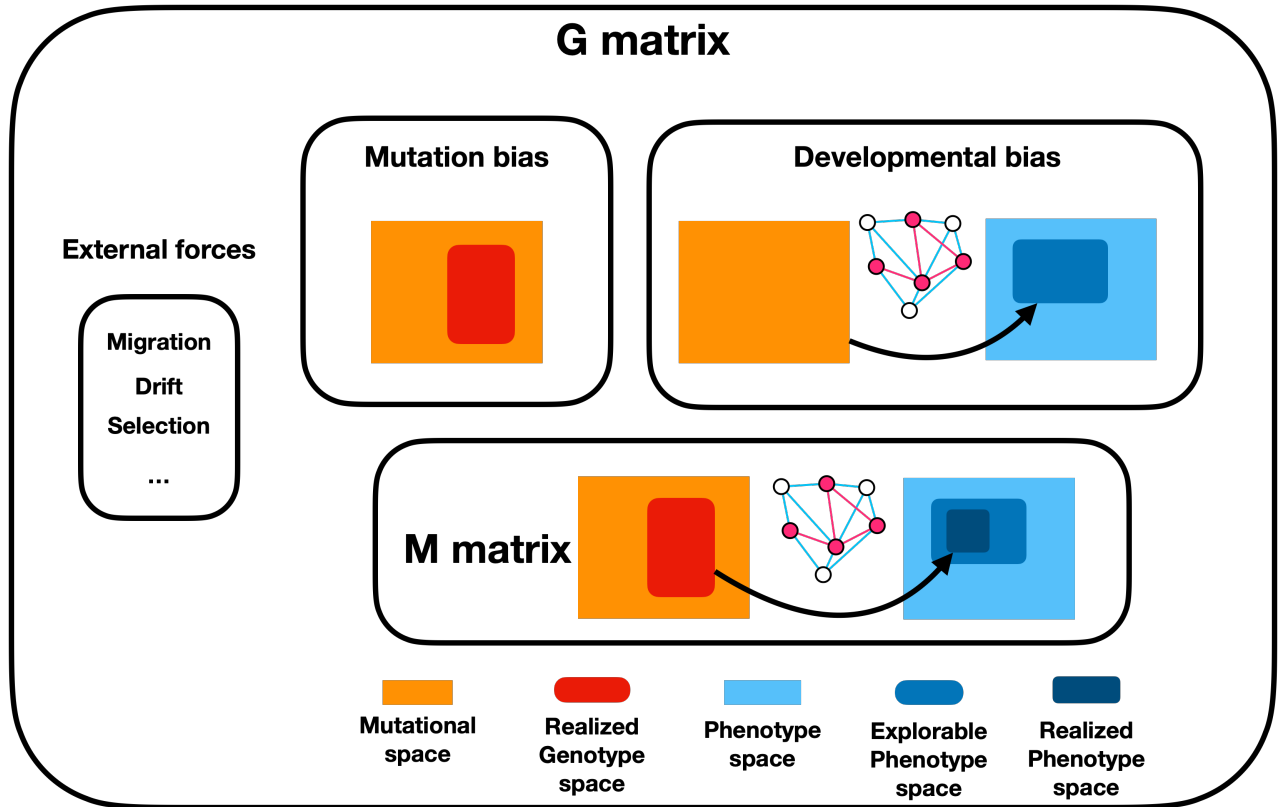 G matrix
Mutation bias
Developmental bias
External forces
Migration
Drift
Selection
...
M matrix
Mutational
space
Realized
Genotype
space
Phenotype
space
Explorable
Phenotype
space
Realized
Phenotype
space